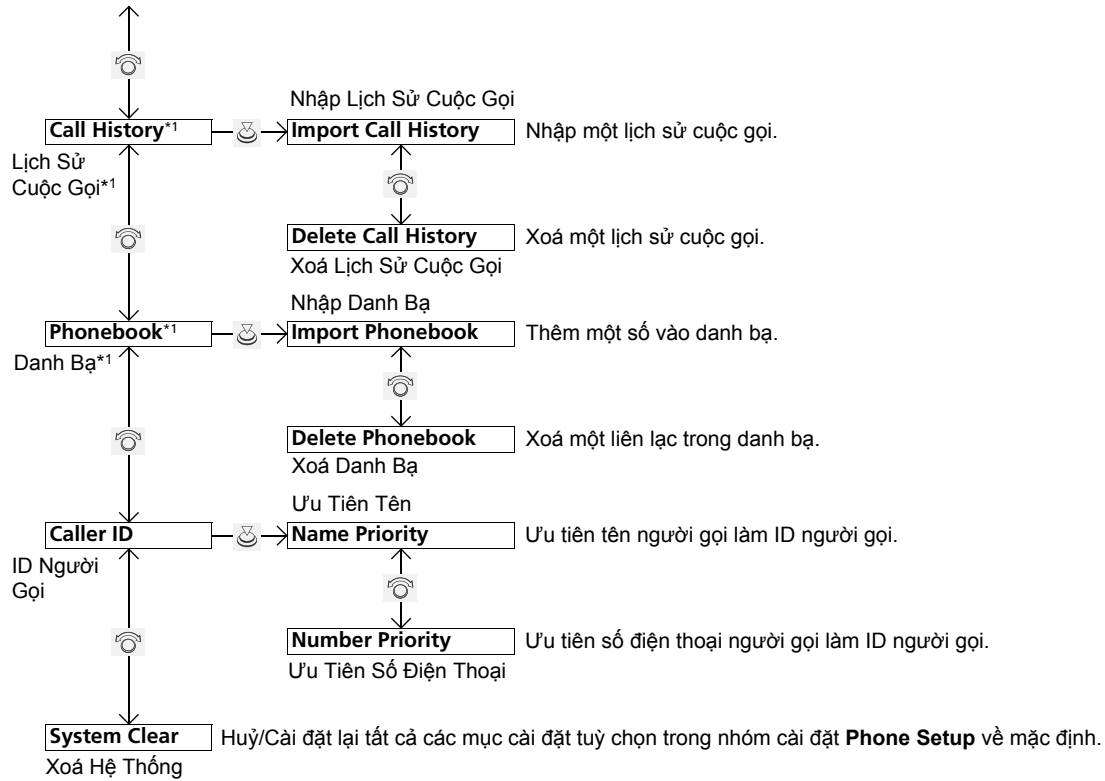 Nhập Lịch Sử Cuộc Gọi
Call History*1
Import Call History
Nhập một lịch sử cuộc gọi.
Lịch Sử
Cuộc Gọi*1
Delete Call History
Xoá một lịch sử cuộc gọi.
Xoá Lịch Sử Cuộc Gọi
Nhập Danh Bạ
Phonebook*1
Import Phonebook
Thêm một số vào danh bạ.
Danh Bạ*1
Delete Phonebook
Xoá một liên lạc trong danh bạ.
Xoá Danh Bạ
Ưu Tiên Tên
Caller ID
Name Priority
Ưu tiên tên người gọi làm ID người gọi.
ID Người
Gọi
Number Priority
Ưu tiên số điện thoại người gọi làm ID người gọi.
Ưu Tiên Số Điện Thoại
System Clear
Huỷ/Cài đặt lại tất cả các mục cài đặt tuỳ chọn trong nhóm cài đặt Phone Setup về mặc định.
Xoá Hệ Thống